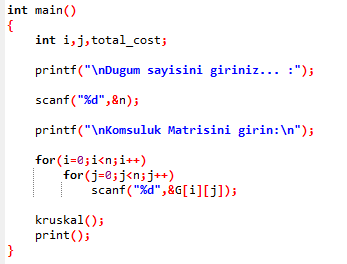 int main()
{
int i,j,total_cost;
printf("\nDugum sayisini giriniz... :");
scanf("%d",&n);
printf("\nKomsuluk Matrisini girin:\n");
for(i=0;i<n;i++)
for(j=0;j<n;j++)
scanf("%d",&G[i][j]);
kruskal();
print();
}